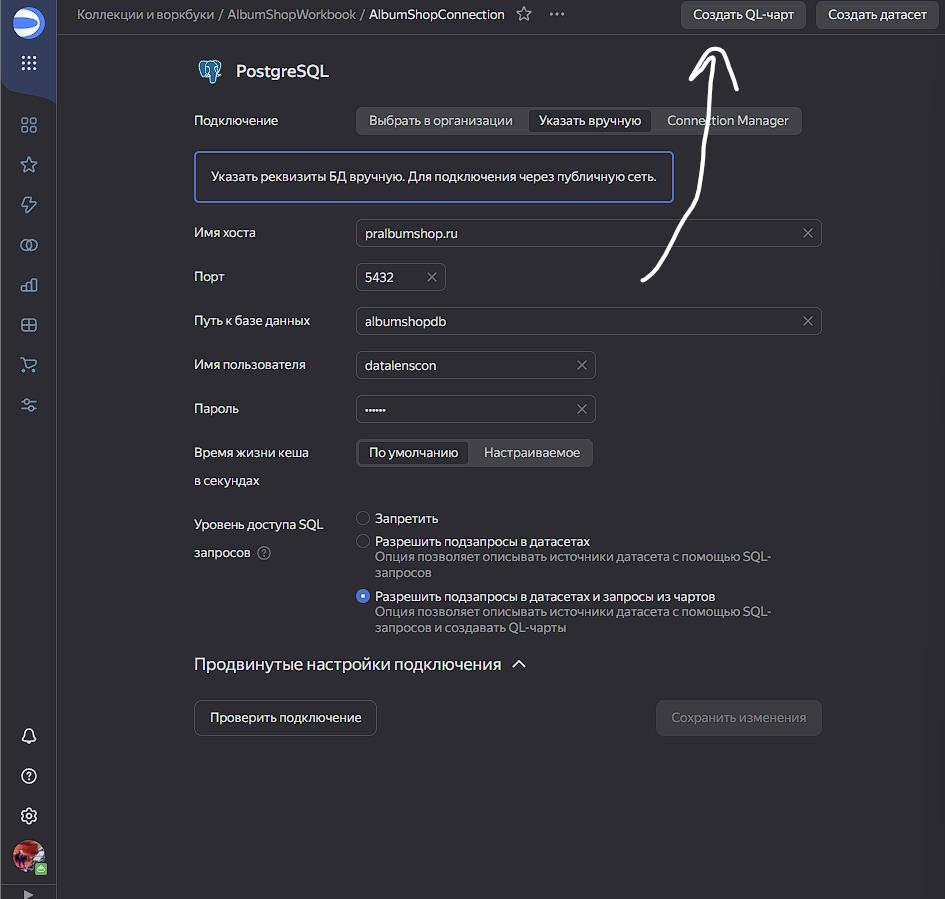 Коллекции и воркбуки / AlbumShopWorkbook / AlbumShopConnection
Создать QL-чарт
Создать датасет
PostgreSQL
Подключение
Выбрать в организации
Указать вручную
Connection Manager
Указать реквизиты БД вручную. Для подключения через публичную сеть.
Имя хоста
pralbumshop.ru
Порт
5432
Путь к базе данных
albumshopdb
Имя пользователя
datalenscon
Пароль
••••••
Время жизни кеша
в секундах
По умолчанию
Настраиваемое
Уровень доступа SQL
запросов
Запретить
Разрешить подзапросы в датасетах
Опция позволяет описывать источники датасета с помощью SQL-
запросов
Разрешить подзапросы в датасетах и запросы из чартов
Опция позволяет описывать источники датасета с помощью SQL-
запросов и создавать QL-чарты
Продвинутые настройки подключения
Проверить подключение
Сохранить изменения